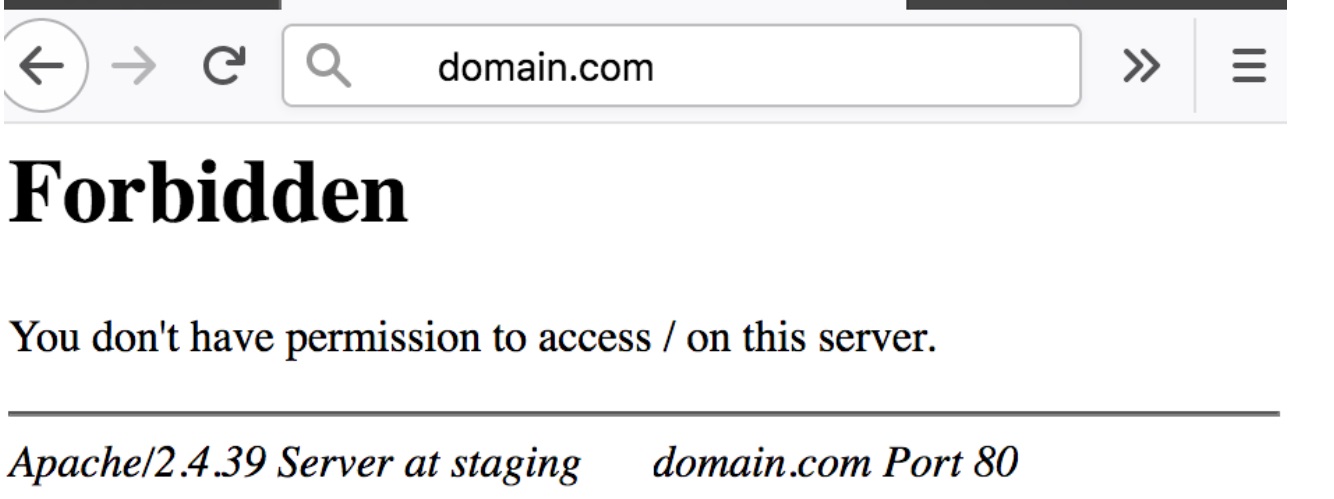 domain.com
Forbidden
You don't have permission to access / on this server.
Apache/2.4.39 Server at staging domain.com Port 80